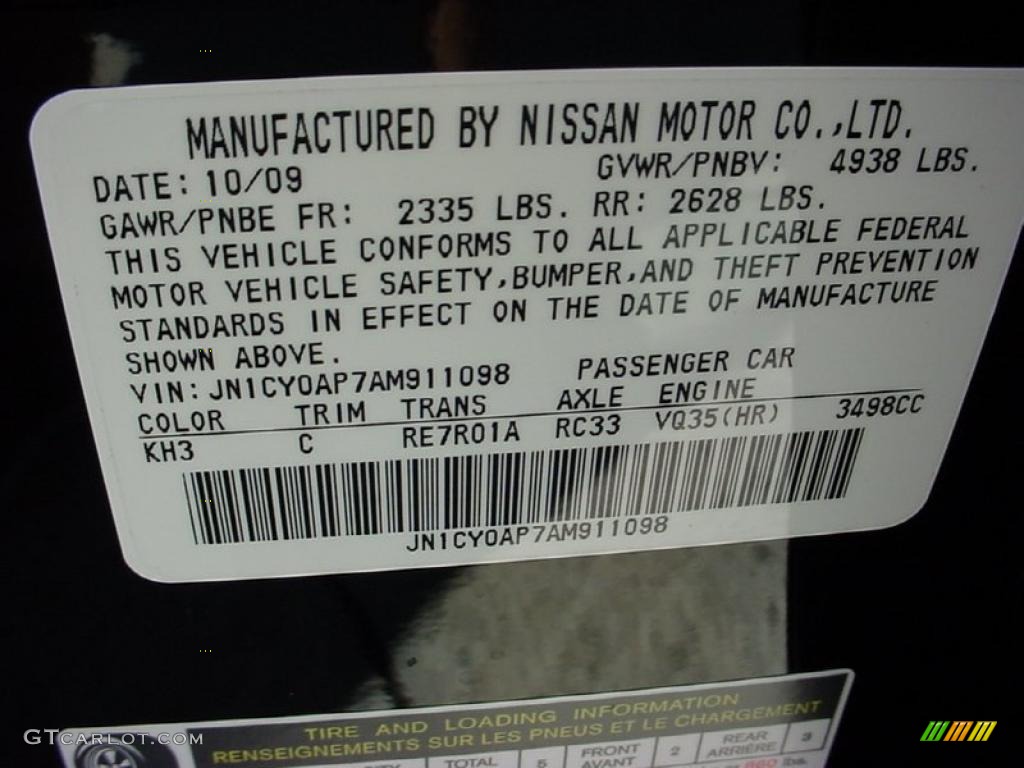 MANUFACTURED BY NISSAN MOTOR CO.,LTD.
DATE: 10/09 GVWR/PNBV: 4938 LBS.
GAWR/PNBE FR: 2335 LBS. RR: 2628 LBS.
THIS VEHICLE CONFORMS TO ALL APPLICABLE FEDERAL
MOTOR VEHICLE SAFETY,BUMPER,AND THEFT PREVENTION
STANDARDS IN EFFECT ON THE DATE OF MANUFACTURE
SHOWN ABOVE.
VIN:JN1CY0AP7AM911098 PASSENGER CAR
COLOR TRIM TRANS AXLE ENGINE
KH3 C RE7R01A RC33 VQ35(HR) 3498CC
JN1CY0AP7AM911098
TIRE AND LOADING INFORMATION
RENSEIGNEMENTS SUR LES PNEUS ET LE CHARGEMENT
TOTAL 5 FRONT 2 REAR 3
AVANT ARRIÈRE
860 lbs.
GTCarLot.com